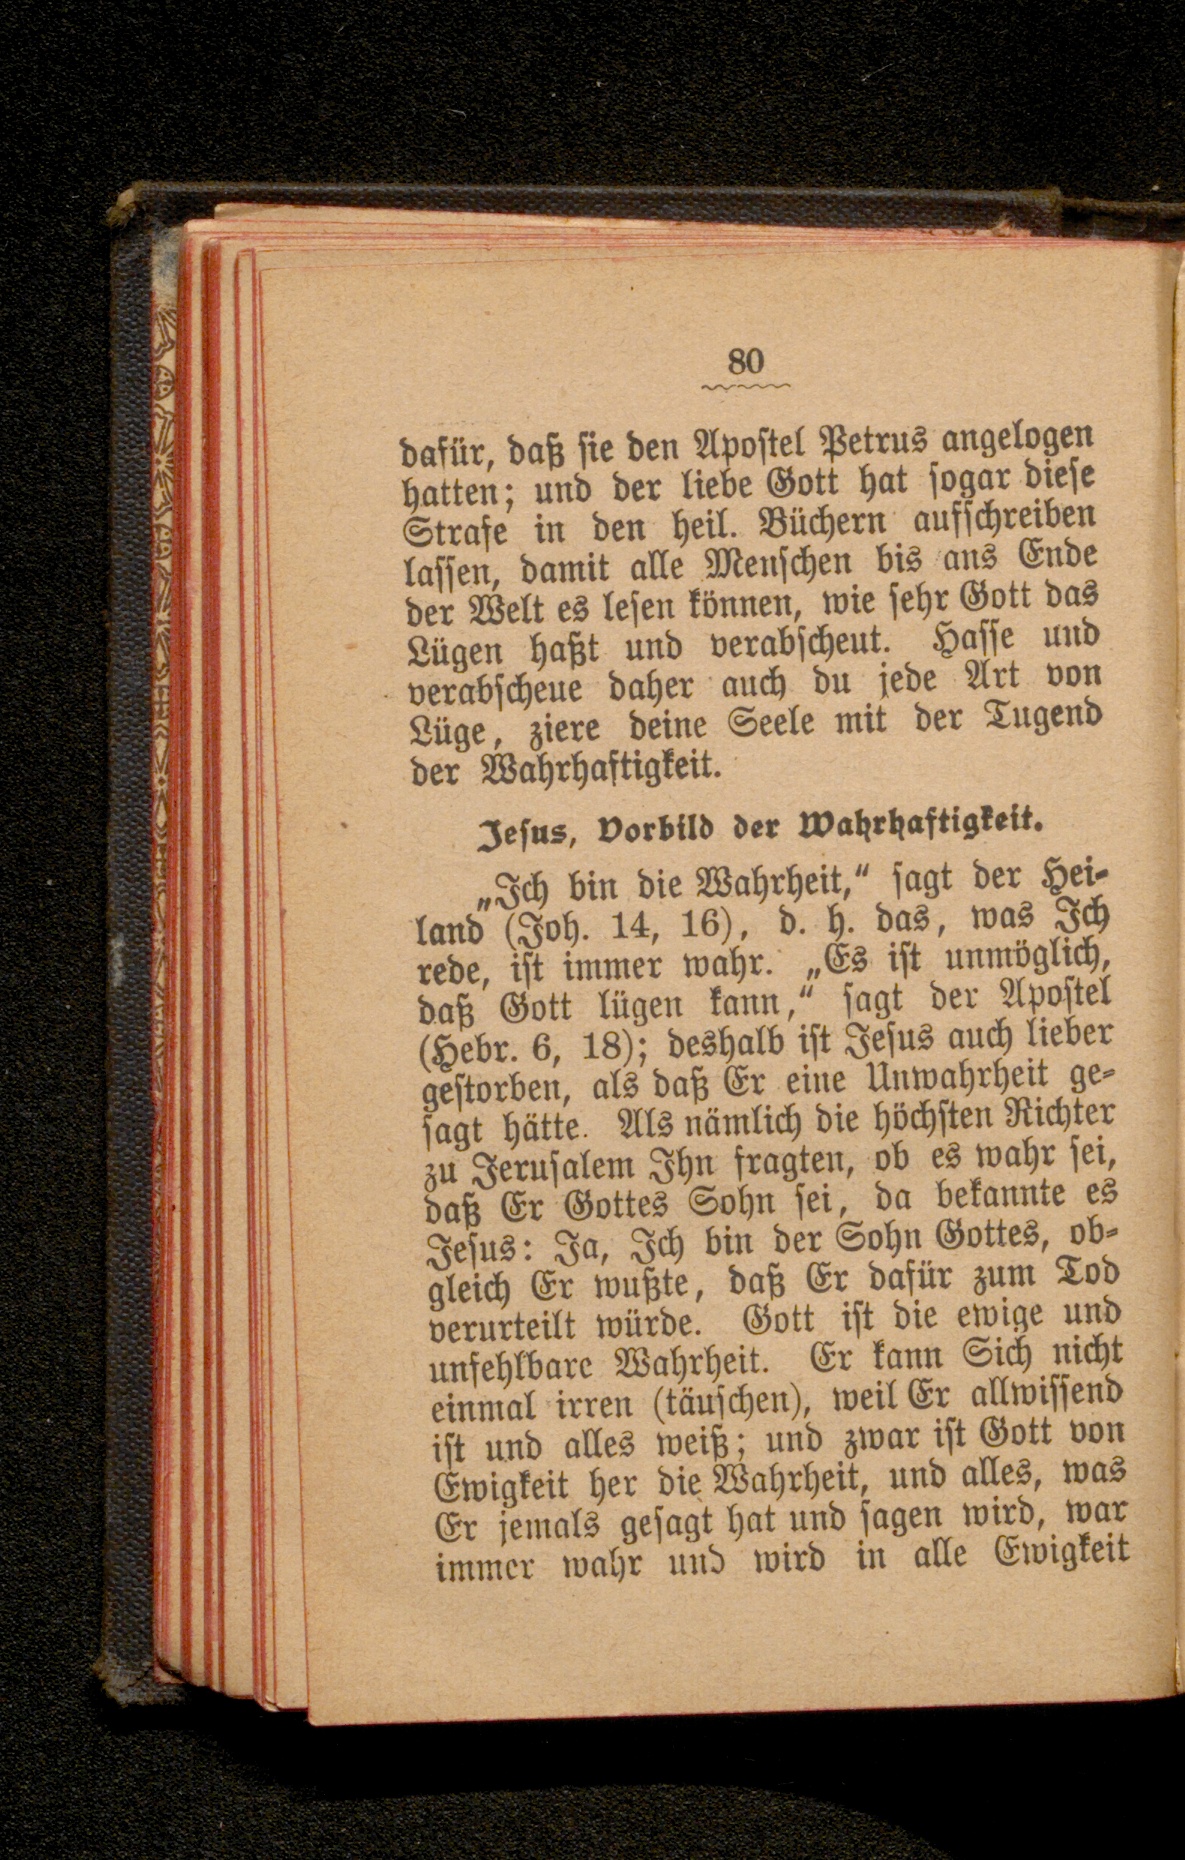 80
dafür, daß sie den Apostel Petrus angelogen
hatten; und der liebe Gott hat sogar diese
Strafe in den heil. Büchern aufschreiben
lassen, damit alle Menschen bis ans Ende
der Welt es lesen können, wie sehr Gott das
Lügen haßt und verabscheut. Hasse und
verabscheue daher auch du jede Art von
Lüge, ziere deine Seele mit der Tugend
der Wahrhaftigkeit.
Jesus, Vorbild der Wahrhaftigkeit.
„Ich bin die Wahrheit,“ sagt der Hei-
land (Joh. 14, 16), d. h. das, was Ich
rede, ist immer wahr. „Es ist unmöglich,
daß Gott lügen kann,“ sagt der Apostel
(Hebr. 6, 18); deshalb ist Jesus auch lieber
gestorben, als daß Er eine Unwahrheit ge-
sagt hätte. Als nämlich die höchsten Richter
zu Jerusalem Ihn fragten, ob es wahr sei,
daß Er Gottes Sohn sei, da bekannte es
Jesus: Ja, Ich bin der Sohn Gottes, ob-
gleich Er wußte, daß Er dafür zum Tod
verurteilt würde. Gott ist die ewige und
unfehlbare Wahrheit. Er kann Sich nicht
einmal irren (täuschen), weil Er allwissend
ist und alles weiß; und zwar ist Gott von
Ewigkeit her die Wahrheit, und alles, was
Er jemals gesagt hat und sagen wird, war
immer wahr und wird in alle Ewigkeit